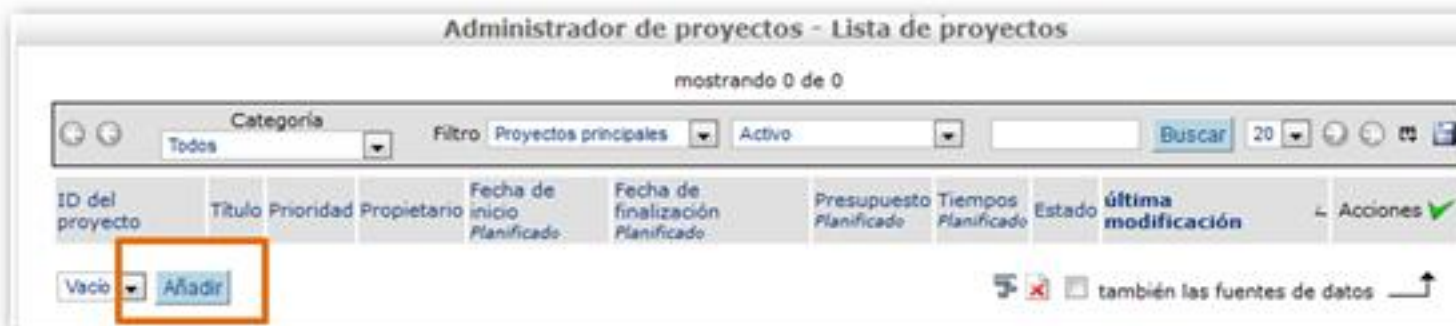 Administrador de proyectos - Lista de proyectos
mostrando 0 de 0
Categoría
Todos
Filtro Proyectos principales Activo Buscar 20
ID del proyecto Título Prioridad Propietario Fecha de inicio Planificado Fecha de finalización Planificado Presupuesto Planificado Tiempos Planificado Estado última modificación Acciones
Vacio Añadir también las fuentes de datos